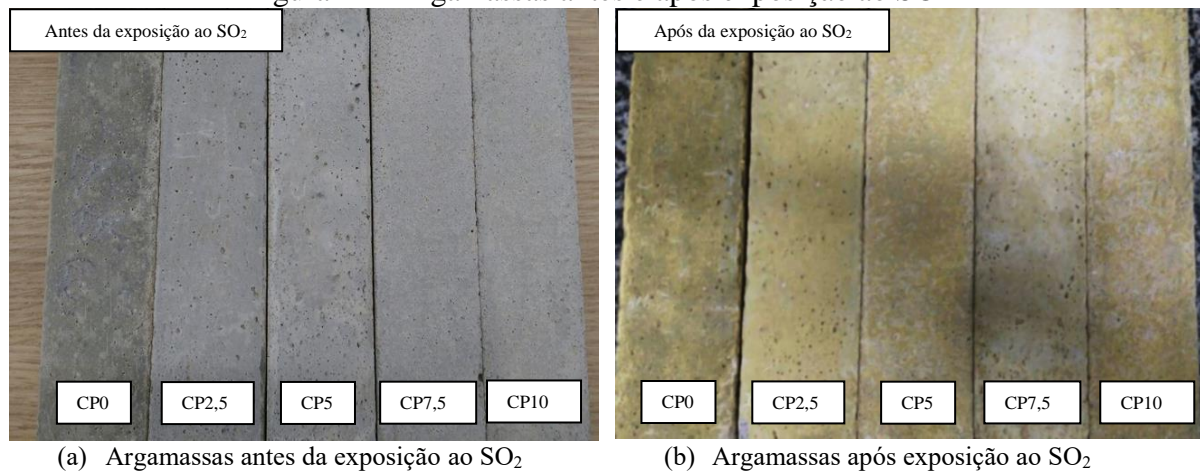 Antes da exposição ao SO₂
Após da exposição ao SO₂
CP0
CP2,5
CP5
CP7,5
CP10
CP0
CP2,5
CP5
CP7,5
CP10
(a) Argamassas antes da exposição ao SO₂
(b) Argamassas após exposição ao SO₂